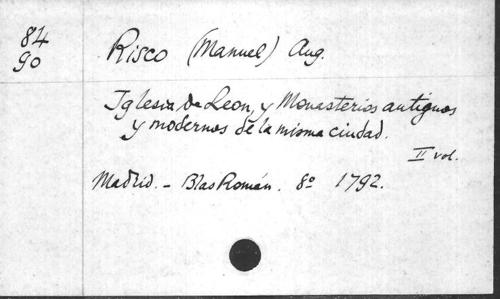 84
90
Risco (Manuel) Aug.
Iglesia de Leon, y Monasterios antiguos
y modernos de la misma ciudad.
II vol.
Madrid. - Blas Román. 8º 1792.